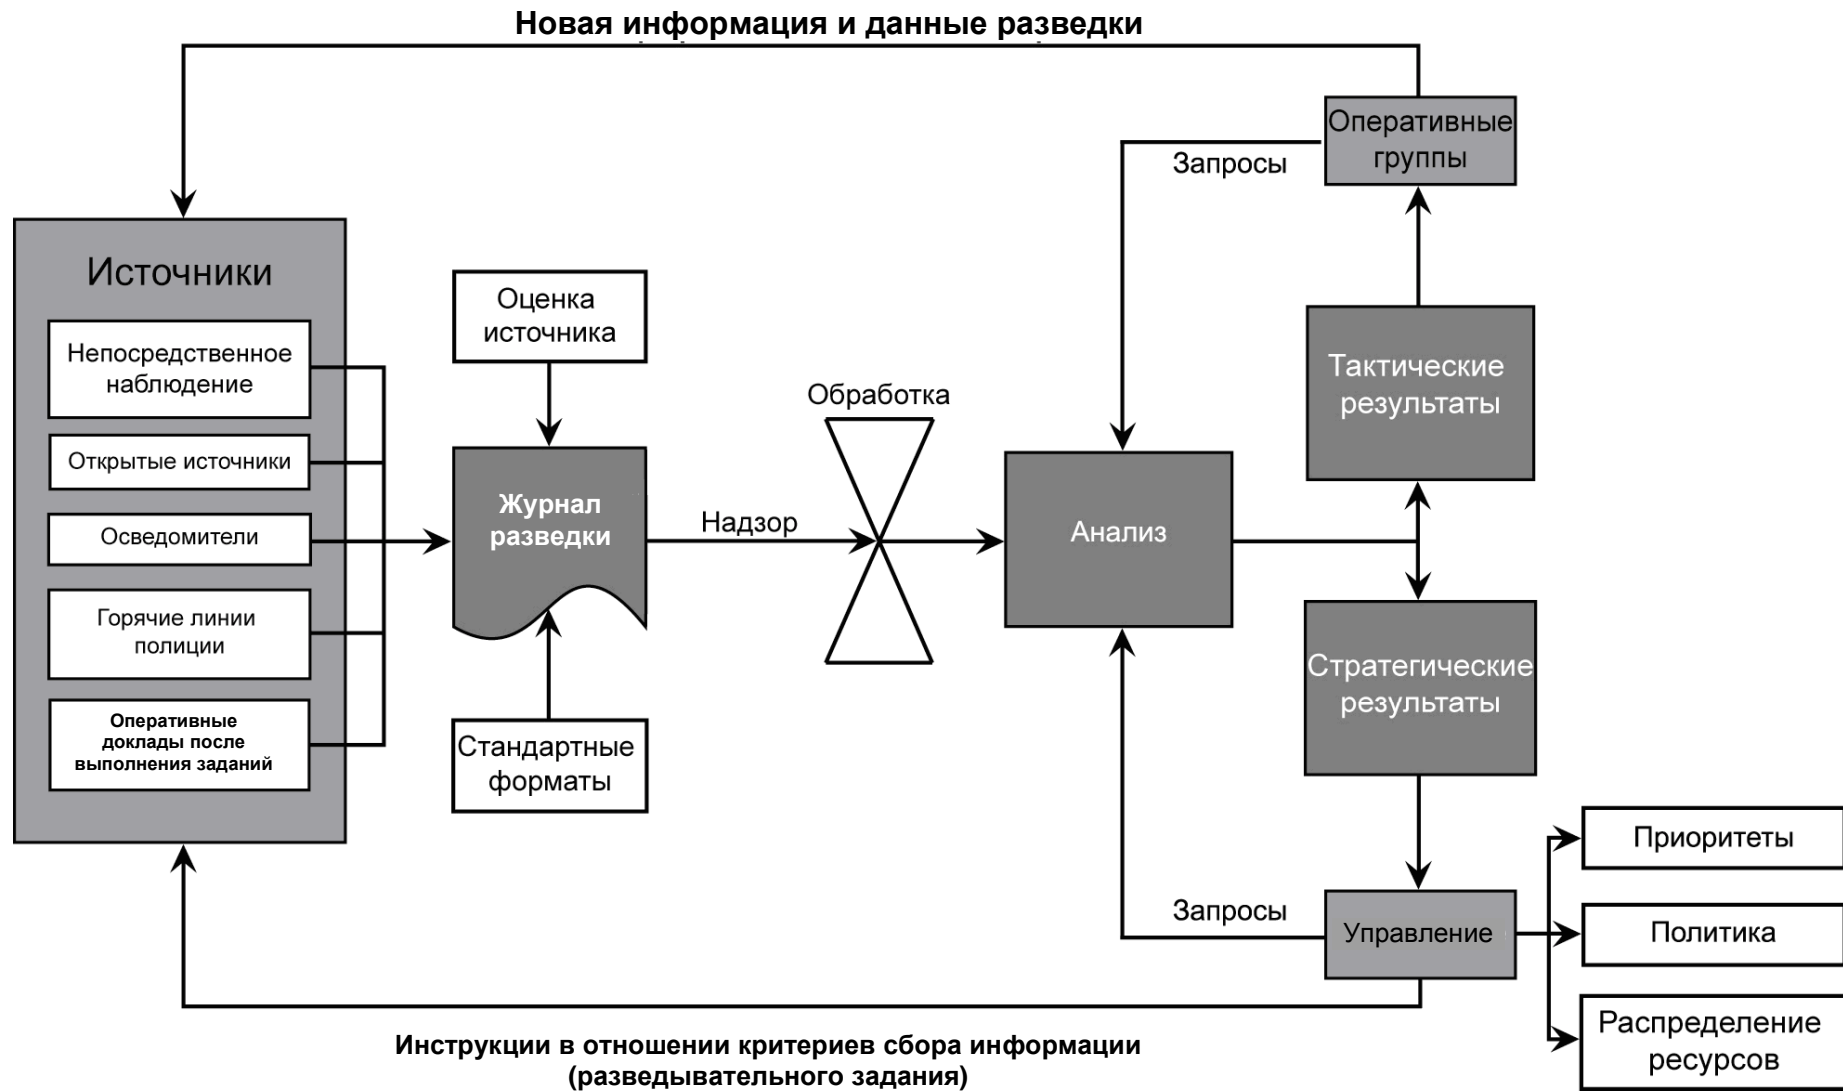 Новая информация и данные разведки
Оперативные
группы
Запросы
Источники
Непосредственное
наблюдение
Открытые источники
Осведомители
Горячие линии
полиции
Оперативные
доклады после
выполнения заданий
Оценка
источника
Журнал
разведки
Стандартные
форматы
Надзор
Обработка
Анализ
Тактические
результаты
Стратегические
результаты
Запросы
Управление
Приоритеты
Политика
Распределение
ресурсов
Инструкции в отношении критериев сбора информации
(разведывательного задания)